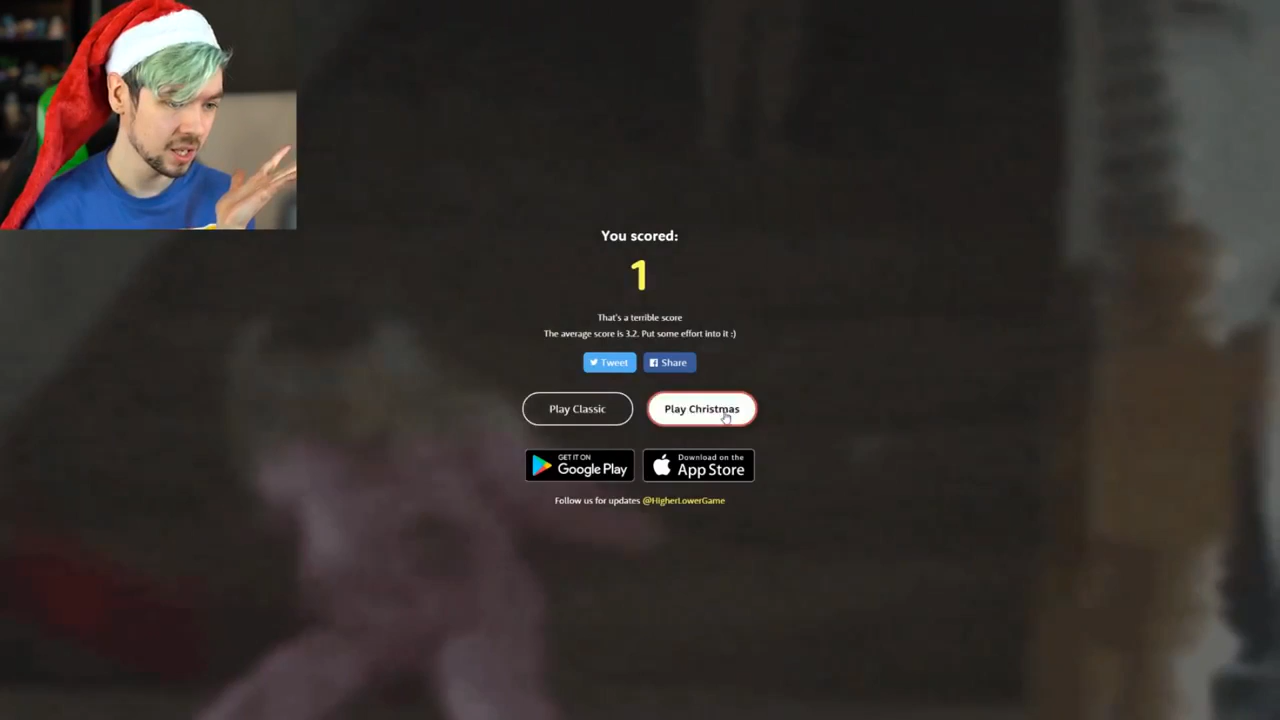 You scored:
1
That's a terrible score
The average score is 3.2. Put some effort into it :)
Tweet Share
Play Classic Play Christmas
GET IT ON Download on the
Google Play App Store
Follow us for updates @HigherLowerGame